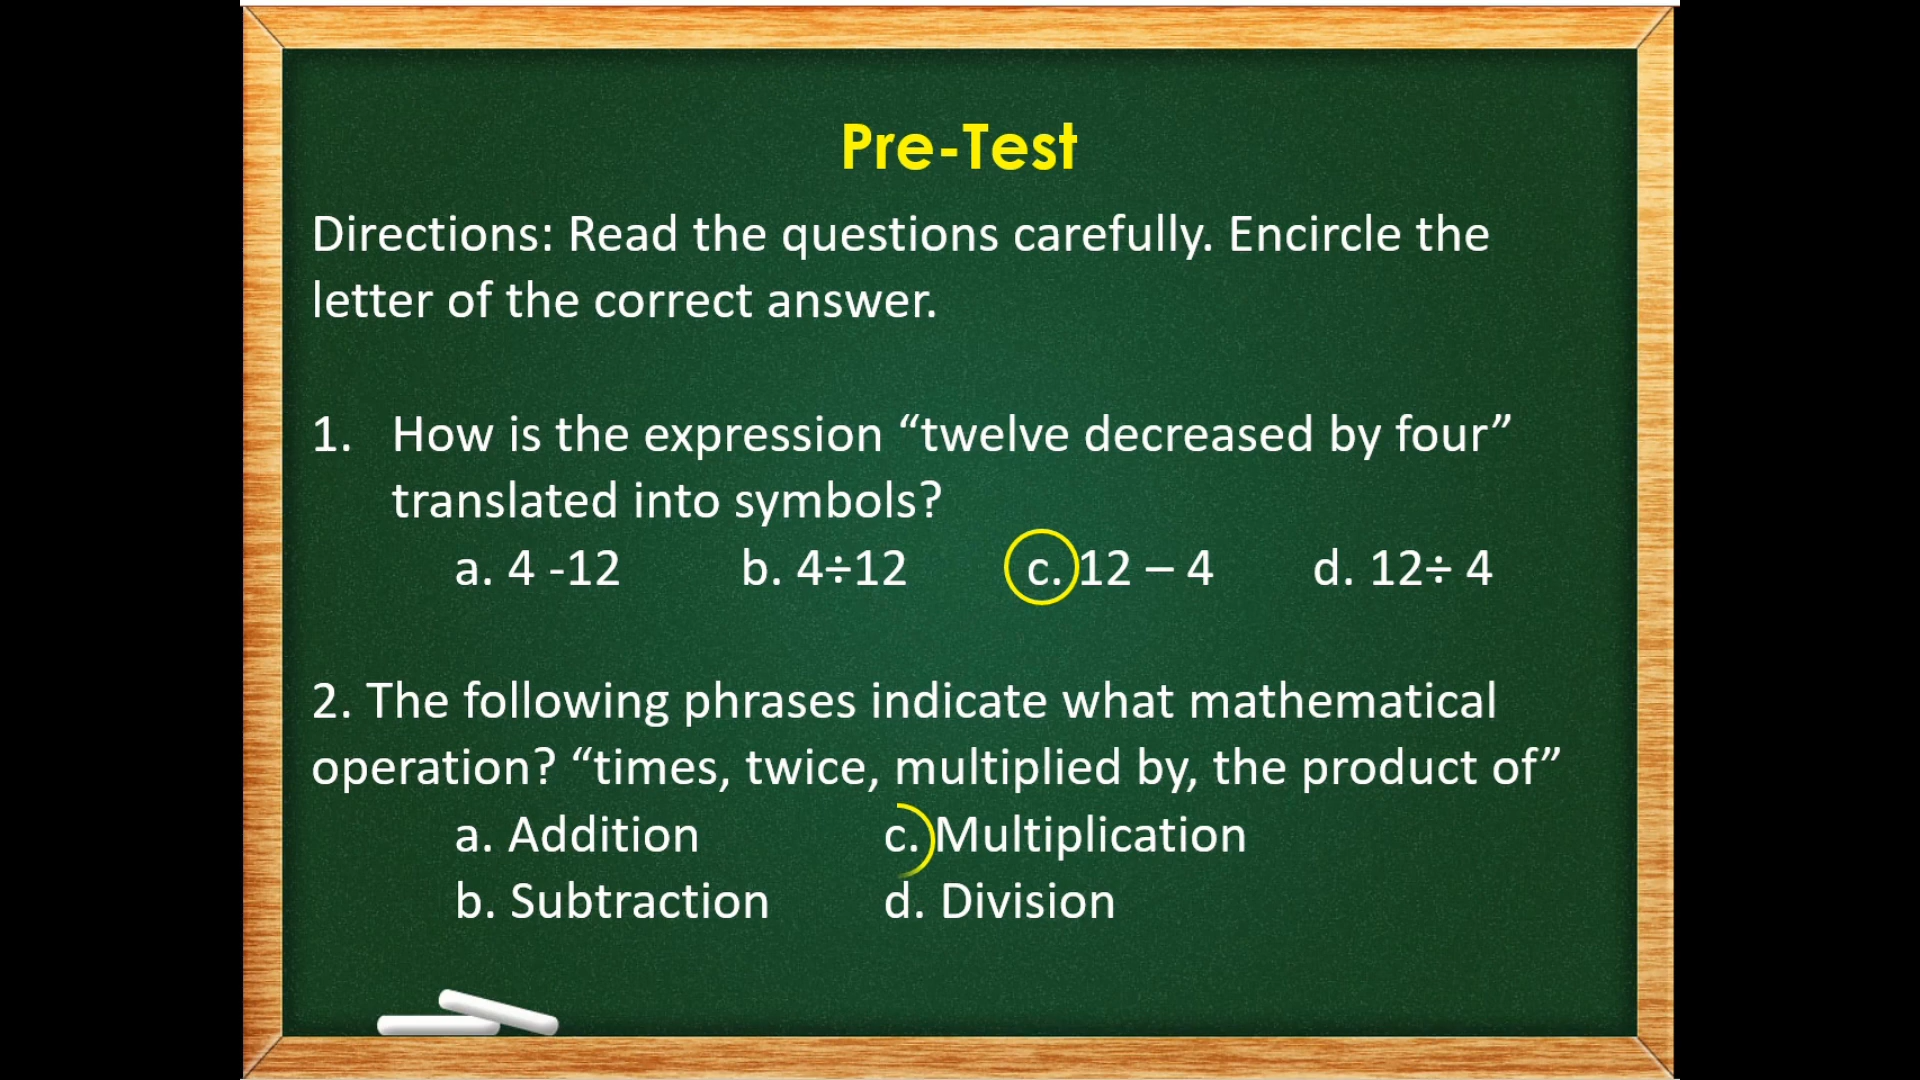 Pre-Test
Directions: Read the questions carefully. Encircle the
letter of the correct answer.
1. How is the expression “twelve decreased by four”
translated into symbols?
a. 4 -12 b. 4÷12 c. 12 – 4 d. 12÷ 4
2. The following phrases indicate what mathematical
operation? “times, twice, multiplied by, the product of”
a. Addition c. Multiplication
b. Subtraction d. Division